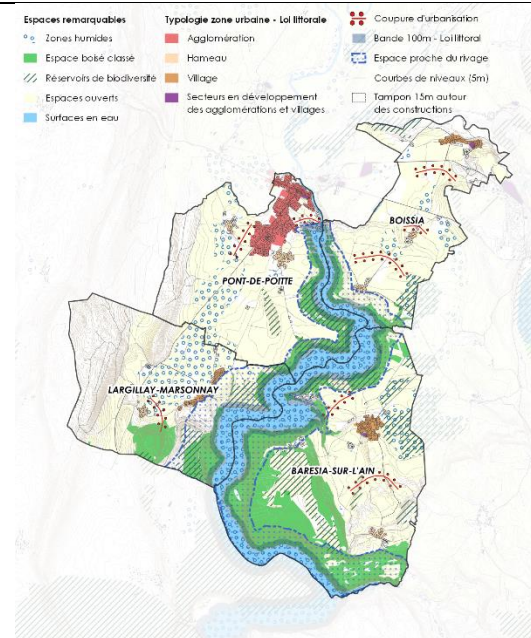 Espaces remarquables
Zones humides
Espace boisé classé
Réservoirs de biodiversité
Espaces ouverts
Surfaces en eau
Typologie zone urbaine - Loi littorale
Agglomération
Hameau
Village
Secteurs en développement
des agglomérations et villages
Coupure d'urbanisation
Bande 100m - Loi littoral
Espace proche du rivage
Courbes de niveaux (5m)
Tampon 15m autour
des constructions
BOISSIA
PONT-DE-POITTE
LARGILLAY-MARSONNAY
BARESIA-SUR-L'AIN